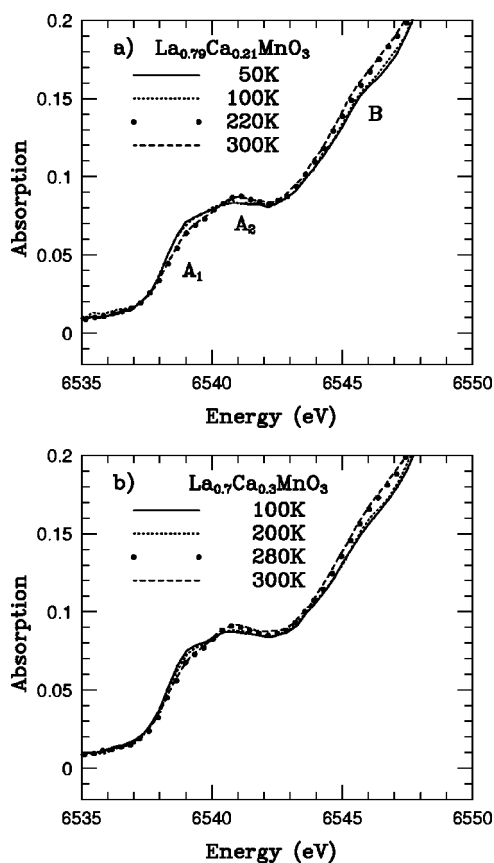 a) La0.79Ca0.21MnO3
50K
100K
220K
300K
0.2
0.15
0.1
0.05
0
Absorption
A1
A2
B
6535 6540 6545 6550
Energy (eV)
b) La0.7Ca0.3MnO3
100K
200K
280K
300K
0.2
0.15
0.1
0.05
0
Absorption
6535 6540 6545 6550
Energy (eV)